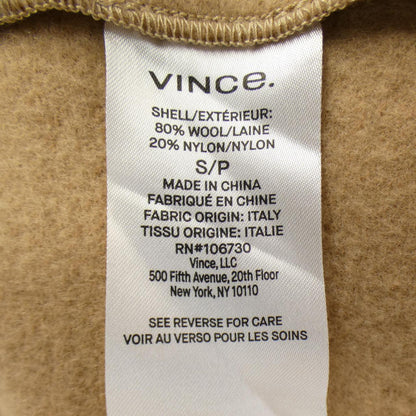 VINCE.
SHELL/EXTÉRIEUR:
80% WOOL/LAINE
20% NYLON/NYLON
S/P
MADE IN CHINA
FABRIQUÉ EN CHINE
FABRIC ORIGIN: ITALY
TISSU ORIGINE: ITALIE
RN#106730
Vince, LLC
500 Fifth Avenue, 20th Floor
New York, NY 10110
SEE REVERSE FOR CARE
VOIR AU VERSO POUR LES SOINS